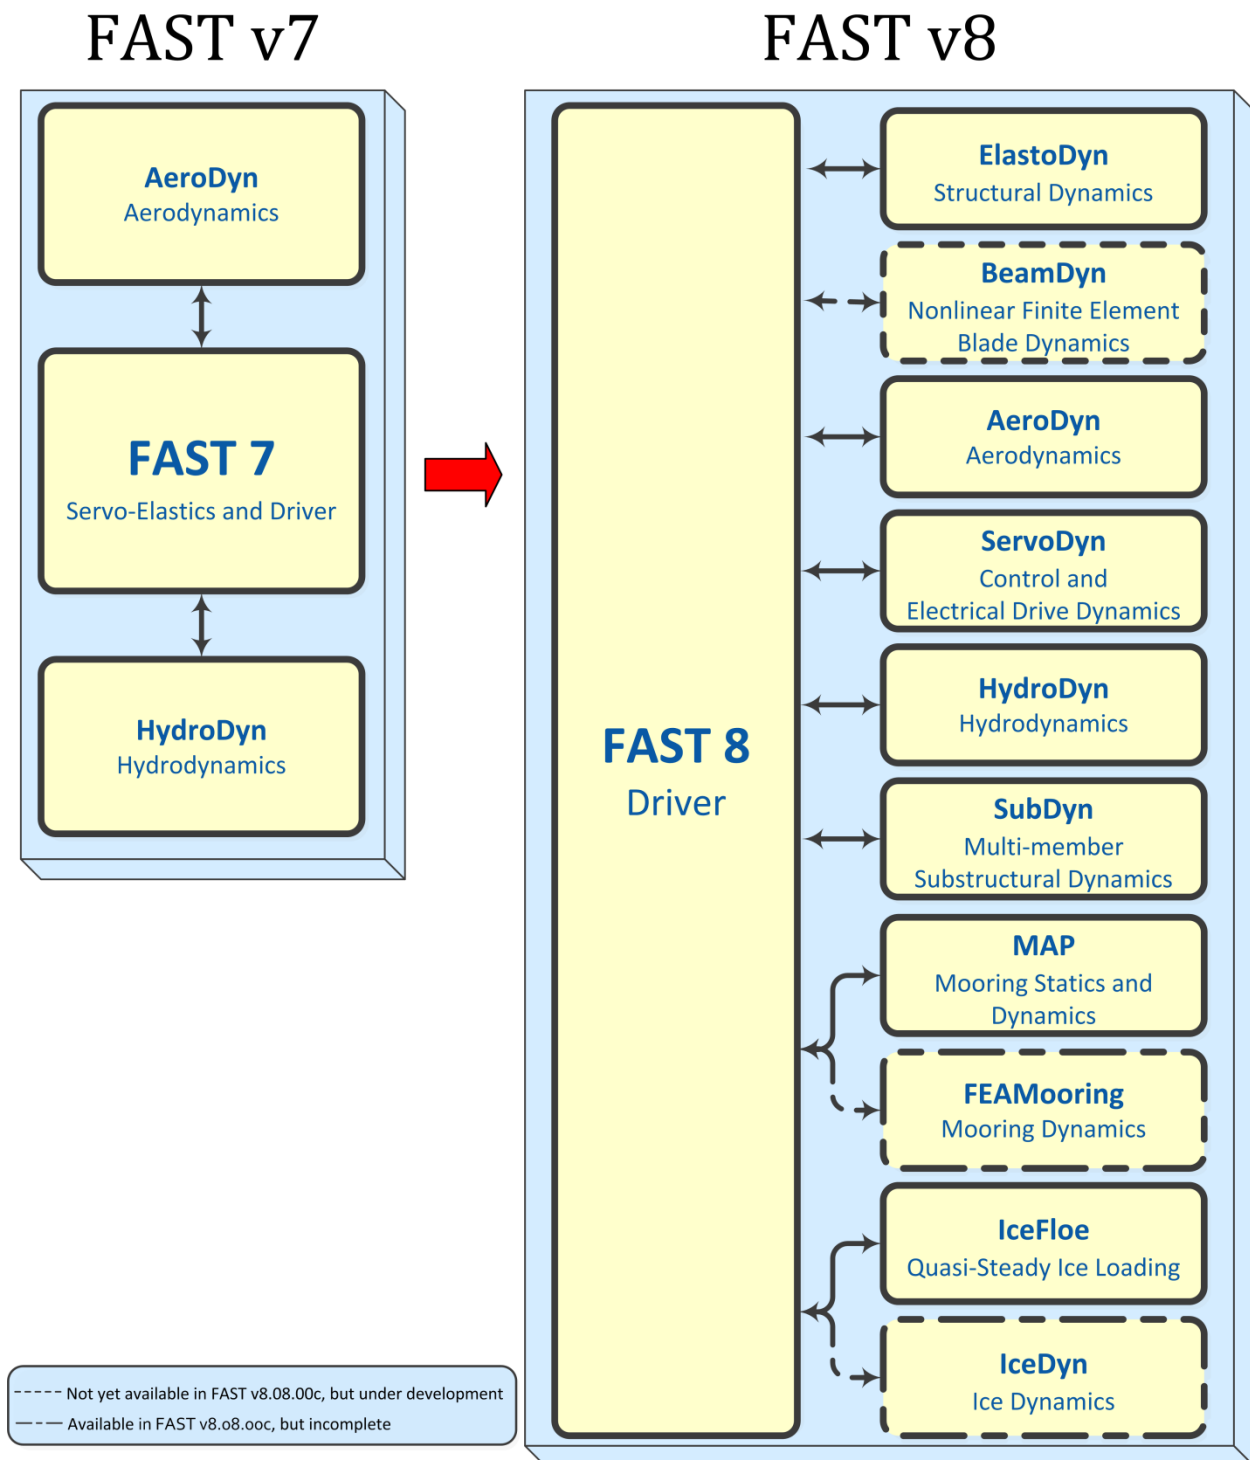 FAST v7
FAST v8
AeroDyn
Aerodynamics
FAST 7
Servo-Elastics and Driver
HydroDyn
Hydrodynamics
FAST 8
Driver
ElastoDyn
Structural Dynamics
BeamDyn
Nonlinear Finite Element
Blade Dynamics
AeroDyn
Aerodynamics
ServoDyn
Control and
Electrical Drive Dynamics
HydroDyn
Hydrodynamics
SubDyn
Multi-member
Substructural Dynamics
MAP
Mooring Statics and
Dynamics
FEAMooring
Mooring Dynamics
IceFloe
Quasi-Steady Ice Loading
IceDyn
Ice Dynamics
Not yet available in FAST v8.08.00c, but under development
Available in FAST v8.o8.ooc, but incomplete